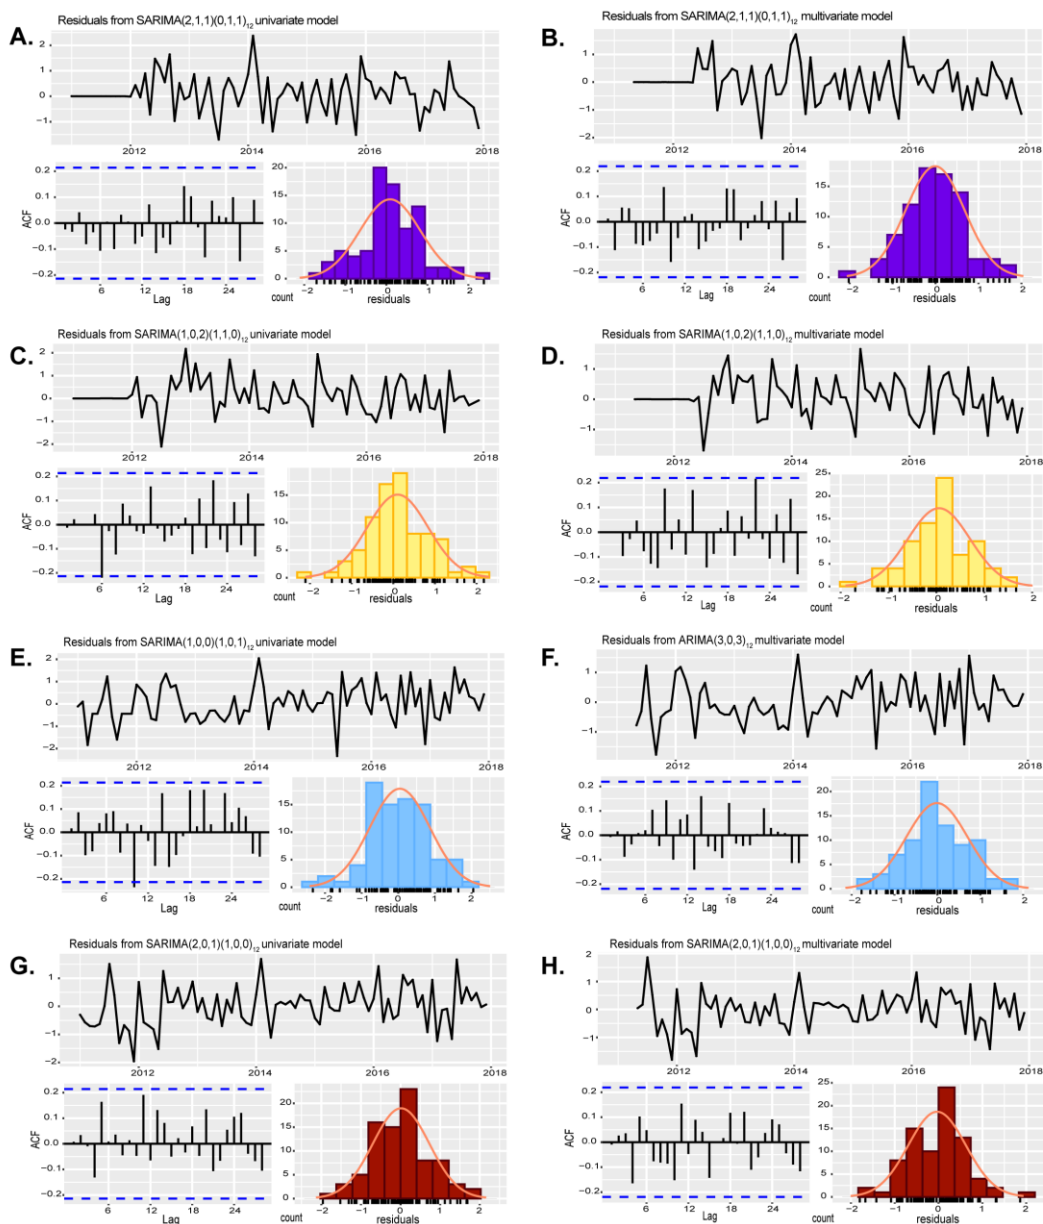 A.
Residuals from SARIMA(2,1,1)(0,1,1)12 univariate model
2
1
0
−1
2012 2014 2016 2018
0.2
0.1
0.0
−0.1
−0.2
ACF
6 12 18 24
Lag
20
15
10
5
0
count
−2 −1 0 1 2
residuals
B.
Residuals from SARIMA(2,1,1)(0,1,1)12 multivariate model
1
0
−1
−2
2012 2014 2016 2018
0.2
0.1
0.0
−0.1
−0.2
ACF
6 12 18 24
Lag
15
10
5
0
count
−2 −1 0 1 2
residuals
C.
Residuals from SARIMA(1,0,2)(1,1,0)12 univariate model
2
1
0
−1
−2
2012 2014 2016 2018
0.2
0.1
0.0
−0.1
−0.2
ACF
6 12 18 24
Lag
15
10
5
0
count
−2 −1 0 1 2
residuals
D.
Residuals from SARIMA(1,0,2)(1,1,0)12 multivariate model
1
0
−1
2012 2014 2016 2018
0.2
0.1
0.0
−0.1
−0.2
ACF
6 12 18 24
Lag
25
20
15
10
5
0
count
−2 −1 0 1 2
residuals
E.
Residuals from SARIMA(1,0,0)(1,0,1)12 univariate model
2
1
0
−1
−2
2012 2014 2016 2018
0.2
0.1
0.0
−0.1
−0.2
ACF
6 12 18 24
Lag
15
10
5
0
count
−2 −1 0 1 2
residuals
F.
Residuals from ARIMA(3,0,3)12 multivariate model
1
0
−1
2012 2014 2016 2018
0.2
0.1
0.0
−0.1
−0.2
ACF
6 12 18 24
Lag
20
15
10
5
0
count
−2 −1 0 1 2
residuals
G.
Residuals from SARIMA(2,0,1)(1,0,0)12 univariate model
2
1
0
−1
−2
2012 2014 2016 2018
0.2
0.1
0.0
−0.1
−0.2
ACF
6 12 18 24
Lag
20
15
10
5
0
count
−2 −1 0 1 2
residuals
H.
Residuals from SARIMA(2,0,1)(1,0,0)12 multivariate model
2
1
0
−1
2012 2014 2016 2018
0.2
0.1
0.0
−0.1
−0.2
ACF
6 12 18 24
Lag
25
20
15
10
5
0
count
−2 −1 0 1 2
residuals